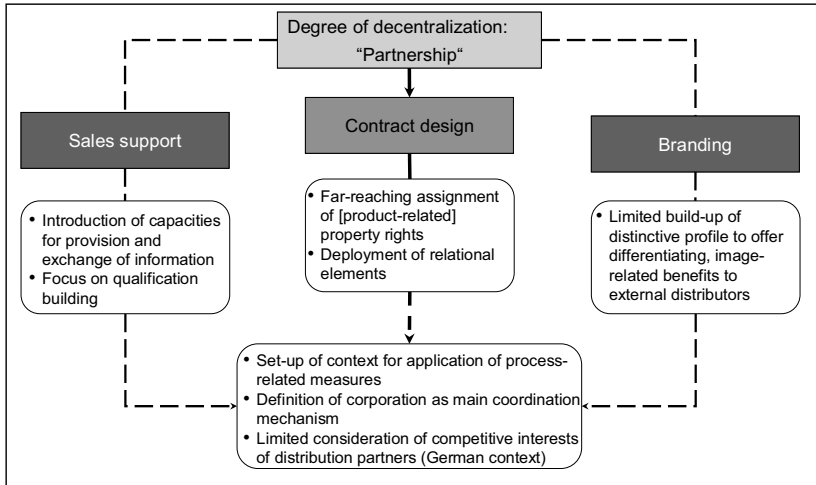 Degree of decentralization:
“Partnership“
Sales support
Contract design
Branding
• Introduction of capacities
for provision and
exchange of information
• Focus on qualification
building
• Far-reaching assignment
of [product-related]
property rights
• Deployment of relational
elements
• Limited build-up of
distinctive profile to offer
differentiating, image-
related benefits to
external distributors
• Set-up of context for application of process-
related measures
• Definition of corporation as main coordination
mechanism
• Limited consideration of competitive interests
of distribution partners (German context)